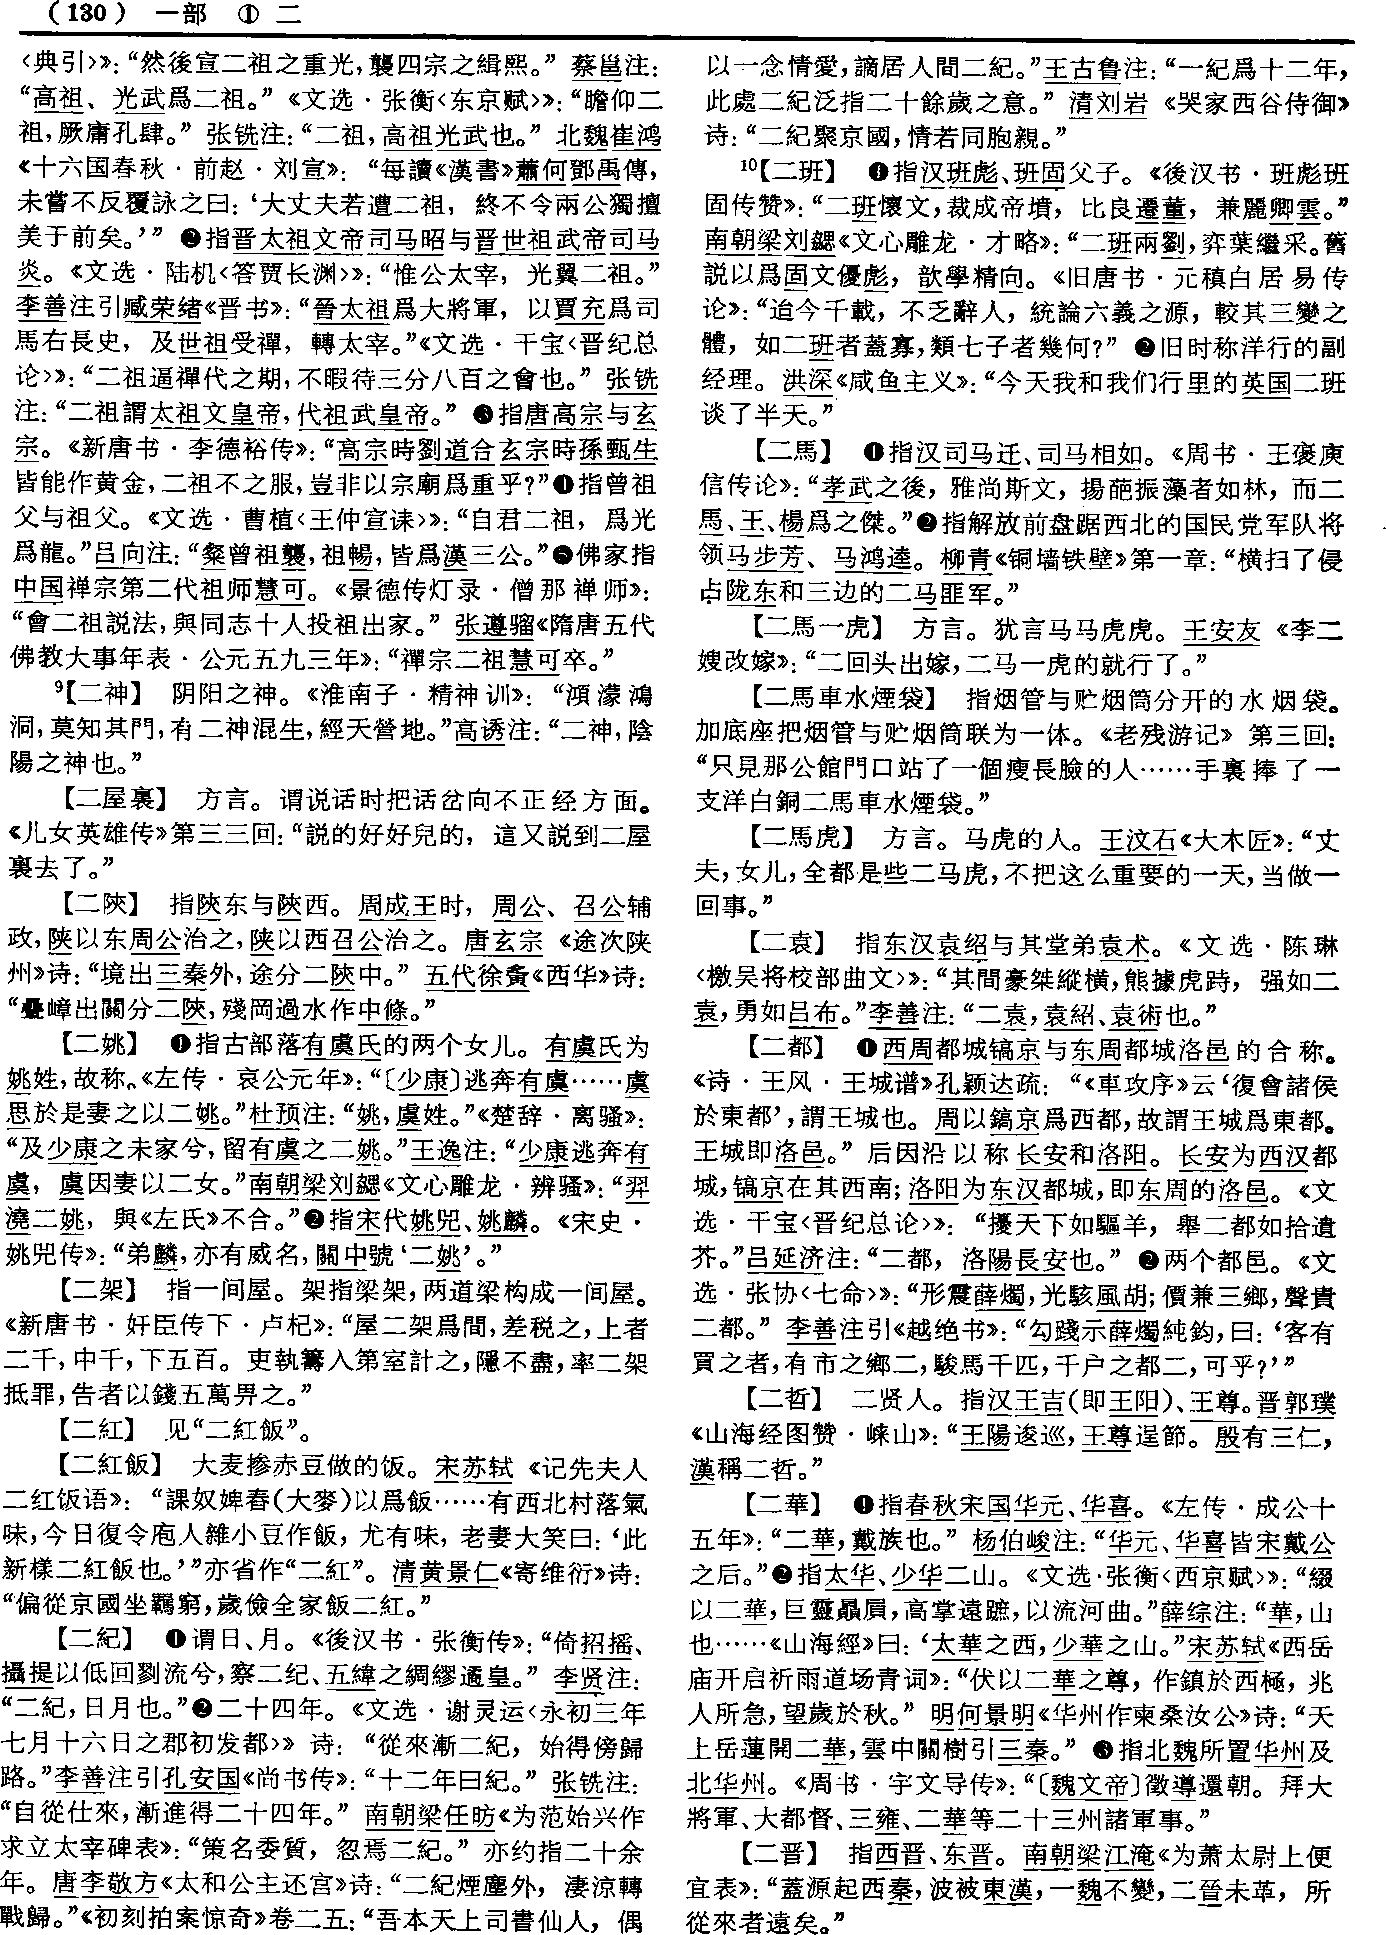 （130） 一部 ① 二
〈典引〉》：“然後宣二祖之重光，襲四宗之緝熙。” 蔡邕注：
“高祖、光武爲二祖。”《文选·张衡〈东京赋〉》：“瞻仰二
祖，厥庸孔肆。” 张铣注：“二祖，高祖光武也。” 北魏崔鸿
《十六国春秋·前赵·刘宣》：“每讀《漢書》蕭何鄧禹傳，
未嘗不反覆詠之曰：‘大丈夫若遭二祖，終不令兩公獨擅
美于前矣。’” ❷指晋太祖文帝司马昭与晋世祖武帝司马
炎。《文选·陆机〈答贾长渊〉》：“惟公太宰，光翼二祖。”
李善注引臧荣绪《晋书》：“晉太祖爲大將軍，以賈充爲司
馬右長史，及世祖受禪，轉太宰。”《文选·干宝〈晋纪总
论〉》：“二祖逼禪代之期，不暇待三分八百之會也。” 张铣
注：“二祖謂太祖文皇帝，代祖武皇帝。” ❸指唐高宗与玄
宗。《新唐书·李德裕传》：“高宗時劉道合玄宗時孫甑生
皆能作黄金，二祖不之服，豈非以宗廟爲重乎？”❹指曾祖
父与祖父。《文选·曹植〈王仲宣诔〉》：“自君二祖，爲光
爲龍。”吕向注：“粲曾祖龔，祖暢，皆爲漢三公。”❺佛家指
中国禅宗第二代祖师慧可。《景德传灯录·僧那禅师》：
“會二祖説法，與同志十人投祖出家。” 张遵骝《隋唐五代
佛教大事年表·公元五九三年》：“禪宗二祖慧可卒。”
⁹【二神】 阴阳之神。《淮南子·精神训》：“澒濛鴻
洞，莫知其門，有二神混生，經天營地。”高诱注：“二神，陰
陽之神也。”
【二屋裏】 方言。谓说话时把话岔向不正经方面。
《儿女英雄传》第三三回：“説的好好兒的，這又説到二屋
裏去了。”
【二陝】 指陝东与陝西。周成王时，周公、召公辅
政，陕以东周公治之，陕以西召公治之。唐玄宗《途次陕
州》诗：“境出三秦外，途分二陝中。” 五代徐夤《西华》诗：
“疊嶂出關分二陝，殘岡過水作中條。”
【二姚】 ❶指古部落有虞氏的两个女儿。有虞氏为
姚姓，故称。《左传·哀公元年》：“〔少康〕逃奔有虞……虞
思於是妻之以二姚。”杜预注：“姚，虞姓。”《楚辞·离骚》：
“及少康之未家兮，留有虞之二姚。”王逸注：“少康逃奔有
虞，虞因妻以二女。”南朝梁刘勰《文心雕龙·辨骚》：“羿
澆二姚，與《左氏》不合。”❷指宋代姚兕、姚麟。《宋史·
姚兕传》：“弟麟，亦有威名，關中號‘二姚’。”
【二架】 指一间屋。架指梁架，两道梁构成一间屋。
《新唐书·奸臣传下·卢杞》：“屋二架爲間，差税之，上者
二千，中千，下五百。吏執籌入第室計之，隱不盡，率二架
抵罪，告者以錢五萬畀之。”
【二紅】 见“二紅飯”。
【二紅飯】 大麦掺赤豆做的饭。宋苏轼《记先夫人
二红饭语》：“課奴婢舂（大麥）以爲飯……有西北村落氣
味，今日復令庖人雜小豆作飯，尤有味，老妻大笑曰：‘此
新樣二紅飯也。’”亦省作“二紅”。清黄景仁《寄维衍》诗：
“偏從京國坐羈窮，歲儉全家飯二紅。”
【二紀】 ❶谓日、月。《後汉书·张衡传》：“倚招摇、
攝提以低回剹流兮，察二纪、五緯之綢繆遹皇。” 李贤注：
“二紀，日月也。”❷二十四年。《文选·谢灵运〈永初三年
七月十六日之郡初发都〉》诗：“從來漸二紀，始得傍歸
路。”李善注引孔安国《尚书传》：“十二年曰紀。” 张铣注：
“自從仕來，漸進得二十四年。” 南朝梁任昉《为范始兴作
求立太宰碑表》：“策名委質，忽焉二紀。” 亦约指二十余
年。唐李敬方《太和公主还宫》诗：“二紀煙塵外，淒涼轉
戰歸。”《初刻拍案惊奇》卷二五：“吾本天上司書仙人，偶
以一念情愛，謫居人間二紀。”王古鲁注：“一紀爲十二年，
此處二紀泛指二十餘歲之意。” 清刘岩《哭家西谷侍御》
诗：“二紀聚京國，情若同胞親。”
¹⁰【二班】 ❶指汉班彪、班固父子。《後汉书·班彪班
固传赞》：“二班懷文，裁成帝墳，比良遷董，兼麗卿雲。”
南朝梁刘勰《文心雕龙·才略》：“二班兩劉，弈葉繼采。舊
説以爲固文優彪，歆學精向。《旧唐书·元稹白居易传
论》：“迨今千載，不乏辭人，統論六義之源，較其三變之
體，如二班者蓋寡，類七子者幾何？” ❷旧时称洋行的副
经理。洪深《咸鱼主义》：“今天我和我们行里的英国二班
谈了半天。”
【二馬】 ❶指汉司马迁、司马相如。《周书·王褒庾
信传论》：“孝武之後，雅尚斯文，揚葩振藻者如林，而二
馬、王、楊爲之傑。”❷指解放前盘踞西北的国民党军队将
领马步芳、马鸿逵。柳青《铜墙铁壁》第一章：“横扫了侵
占陇东和三边的二马匪军。”
【二馬一虎】 方言。犹言马马虎虎。王安友《李二
嫂改嫁》：“二回头出嫁，二马一虎的就行了。”
【二馬車水煙袋】 指烟管与贮烟筒分开的水烟袋。
加底座把烟管与贮烟筒联为一体。《老残游记》第三回：
“只見那公館門口站了一個瘦長臉的人……手裏捧了一
支洋白銅二馬車水煙袋。”
【二馬虎】 方言。马虎的人。王汶石《大木匠》：“丈
夫，女儿，全都是些二马虎，不把这么重要的一天，当做一
回事。”
【二袁】 指东汉袁绍与其堂弟袁术。《文选·陈琳
〈檄吴将校部曲文〉》：“其間豪桀縱横，熊據虎跱，强如二
袁，勇如吕布。”李善注：“二袁，袁紹、袁術也。”
【二都】 ❶西周都城镐京与东周都城洛邑的合称。
《诗·王风·王城谱》孔颖达疏：“《車攻序》云‘復會諸侯
於東都’，謂王城也。周以鎬京爲西都，故謂王城爲東都。
王城即洛邑。” 后因沿以称长安和洛阳。长安为西汉都
城，镐京在其西南；洛阳为东汉都城，即东周的洛邑。《文
选·干宝〈晋纪总论〉》：“擾天下如驅羊，舉二都如拾遺
芥。”吕延济注：“二都，洛陽長安也。” ❷两个都邑。《文
选·张协〈七命〉》：“形震薛燭，光駭風胡；價兼三鄉，聲貴
二都。” 李善注引《越绝书》：“勾踐示薛燭純鈎，曰：‘客有
買之者，有市之鄉二，駿馬千匹，千户之都二，可乎？’”
【二哲】 二贤人。指汉王吉（即王阳）、王尊。晋郭璞
《山海经图赞·崃山》：“王陽逡巡，王尊逞節。殷有三仁，
漢稱二哲。”
【二華】 ❶指春秋宋国华元、华喜。《左传·成公十
五年》：“二華，戴族也。” 杨伯峻注：“华元、华喜皆宋戴公
之后。”❷指太华、少华二山。《文选·张衡〈西京赋〉》：“綴
以二華，巨靈贔屓，高掌遠蹠，以流河曲。”薛综注：“華，山
也……《山海經》曰：‘太華之西，少華之山。”宋苏轼《西岳
庙开启祈雨道场青词》：“伏以二華之尊，作鎮於西極，兆
人所急，望歲於秋。” 明何景明《华州作柬桑汝公》诗：“天
上岳蓮開二華，雲中關樹引三秦。” ❸指北魏所置华州及
北华州。《周书·宇文导传》：“〔魏文帝〕徵導還朝。拜大
將軍、大都督、三雍、二華等二十三州諸軍事。”
【二晋】 指西晋、东晋。南朝梁江淹《为萧太尉上便
宜表》：“蓋源起西秦，波被東漢，一魏不變，二晉未革，所
從來者遠矣。”